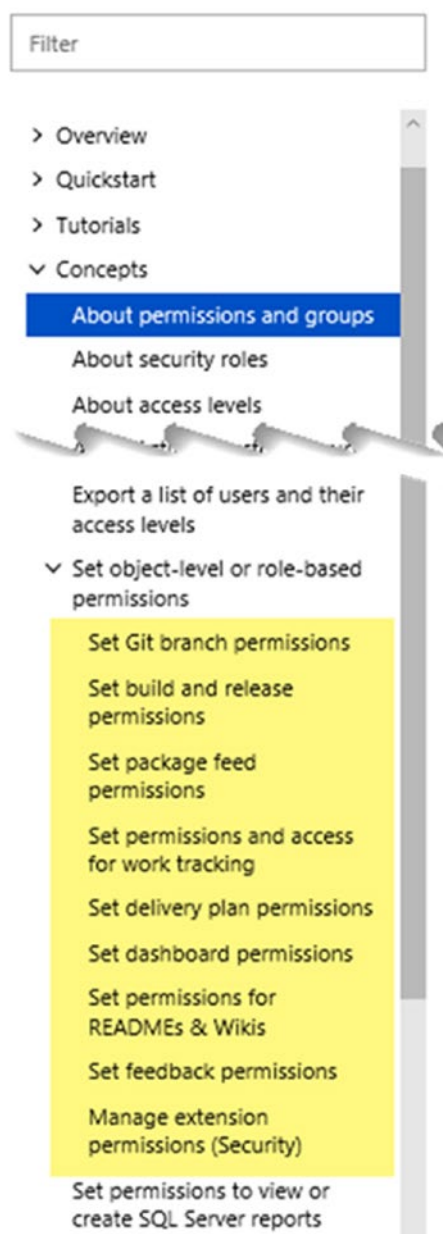 Filter
Overview
Quickstart
Tutorials
Concepts
About permissions and groups
About security roles
About access levels
Export a list of users and their
access levels
Set object-level or role-based
permissions
Set Git branch permissions
Set build and release
permissions
Set package feed
permissions
Set permissions and access
for work tracking
Set delivery plan permissions
Set dashboard permissions
Set permissions for
READMEs & Wikis
Set feedback permissions
Manage extension
permissions (Security)
Set permissions to view or
create SQL Server reports